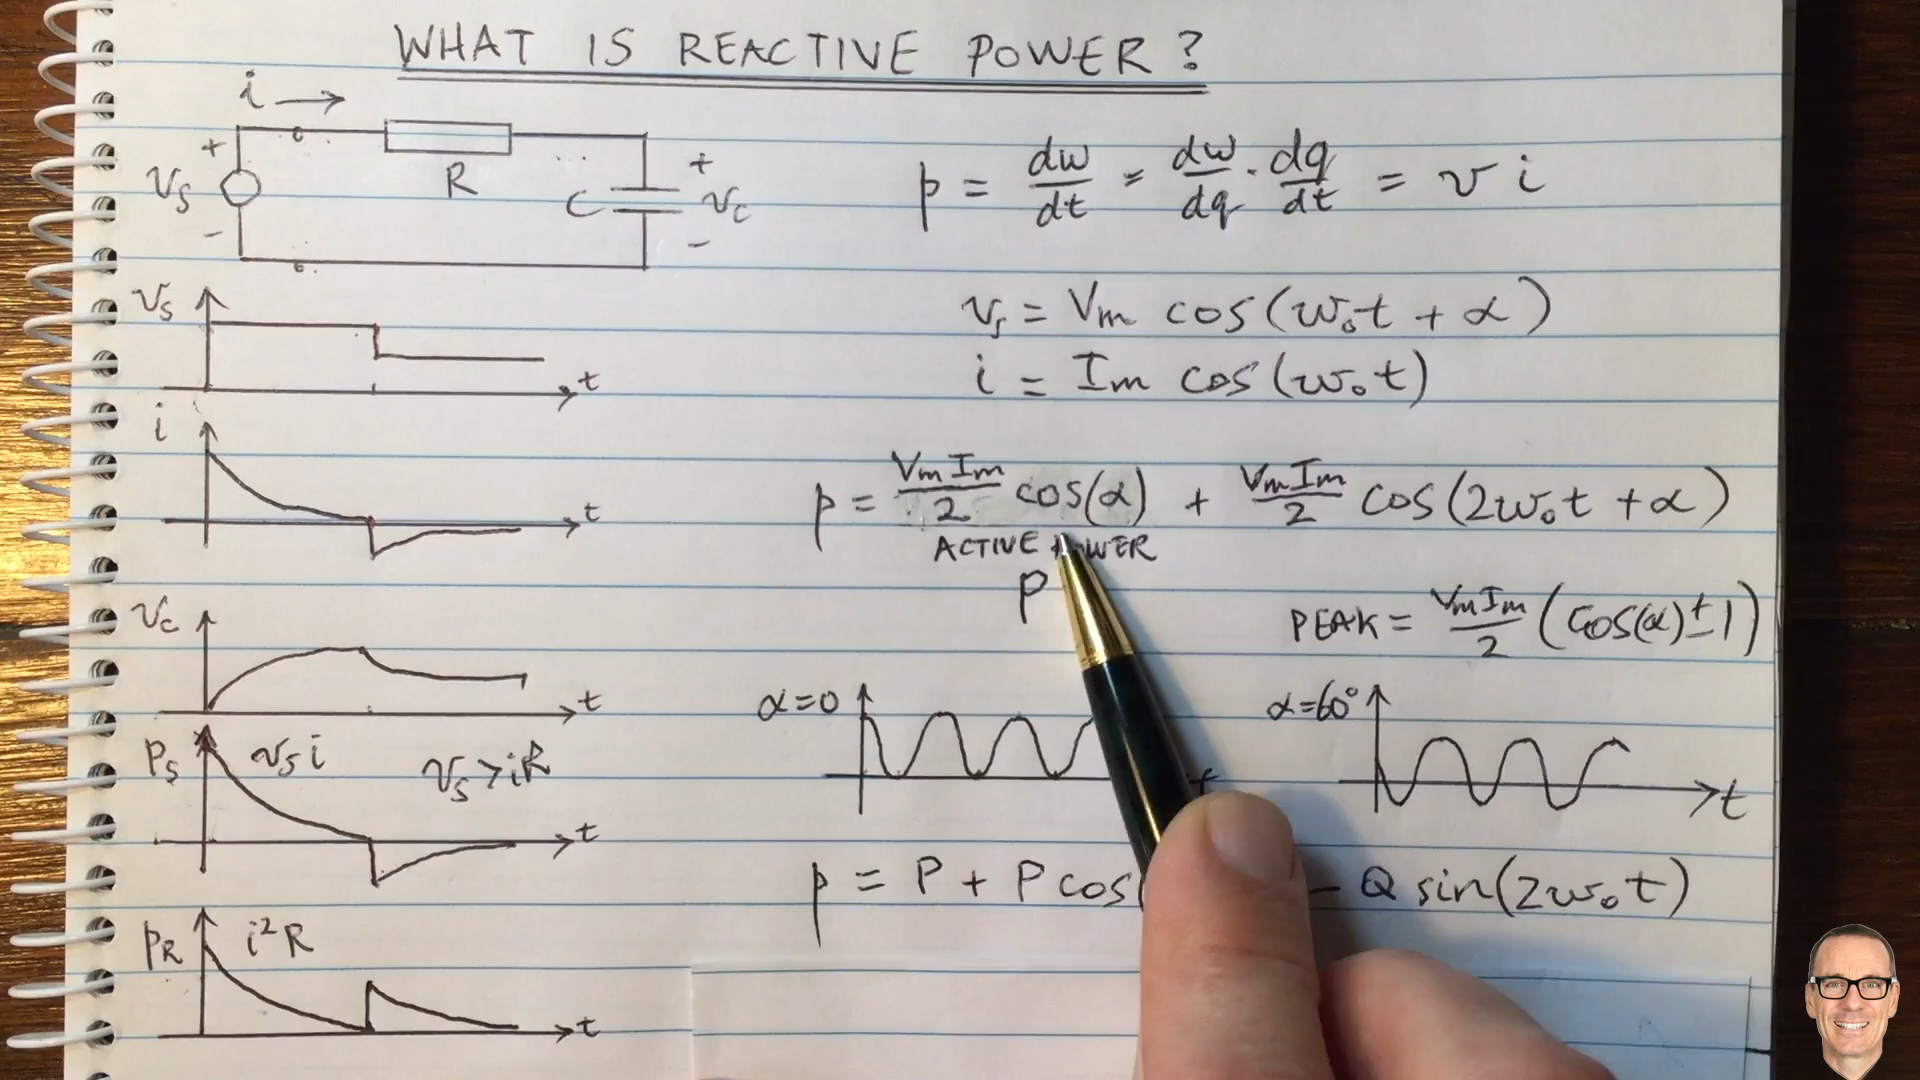 WHAT IS REACTIVE POWER?
i →
+ R + 
vs C vc
- -
p = dw/dt = dw/dq · dq/dt = v i
vs
t
vs = Vm cos(ω₀t + α)
i = Im cos(ω₀t)
i
t
p = VmIm/2 cos(α) + VmIm/2 cos(2ω₀t + α)
ACTIVE
P
PEAK = VmIm/2 (cos(α) ± 1)
vc
t
α=0
α=60°
t
ps vs i vs > iR
t
p = P + P cos( - Q sin(2ω₀t)
pR i²R
t